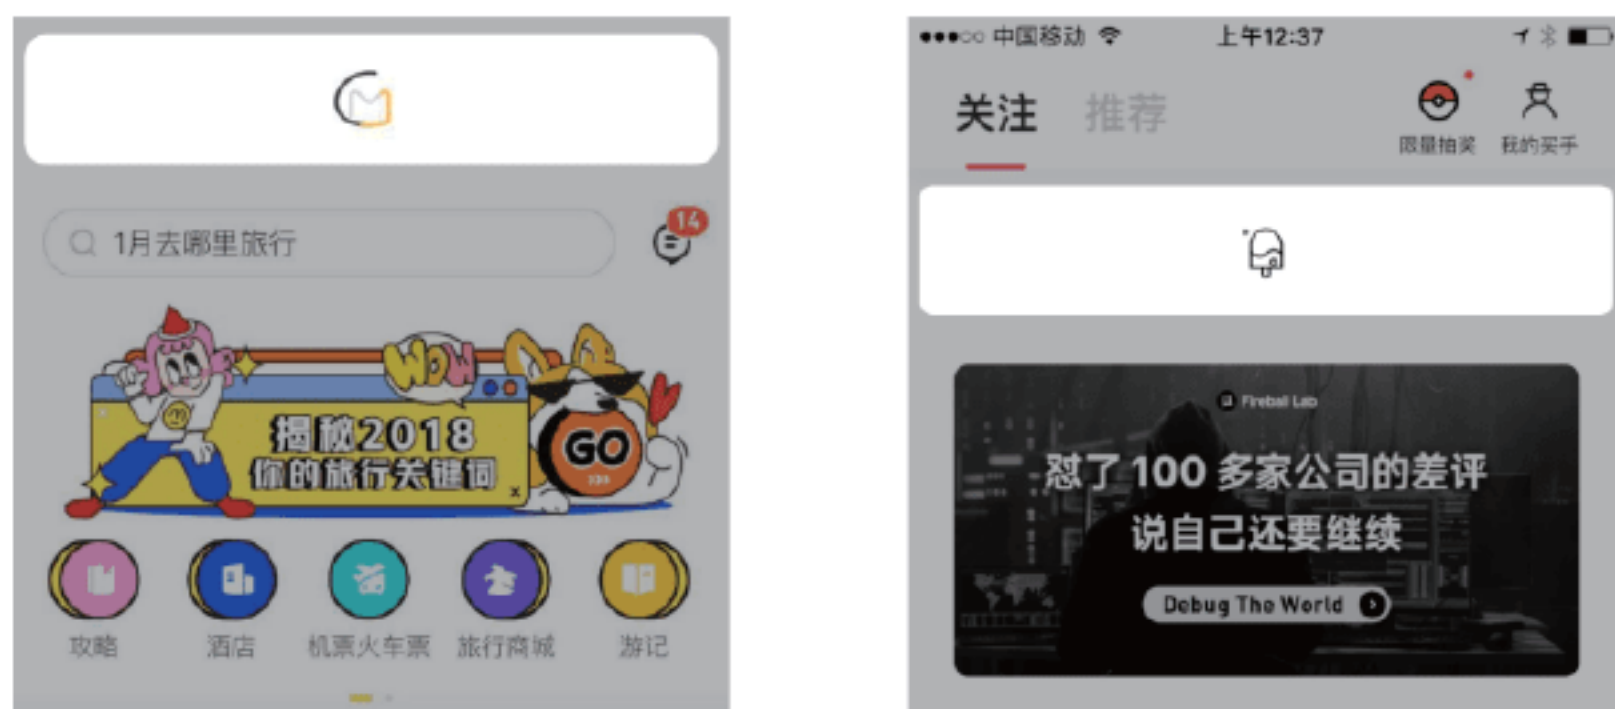 1月去哪里旅行
14
WOW
揭秘2018
你的旅行关键词
GO
X
攻略
酒店
机票火车票
旅行商城
游记
中国移动
上午12:37
关注
推荐
限量抽奖
我的买手
Fireball Lab
怼了 100 多家公司的差评
说自己还要继续
Debug The World